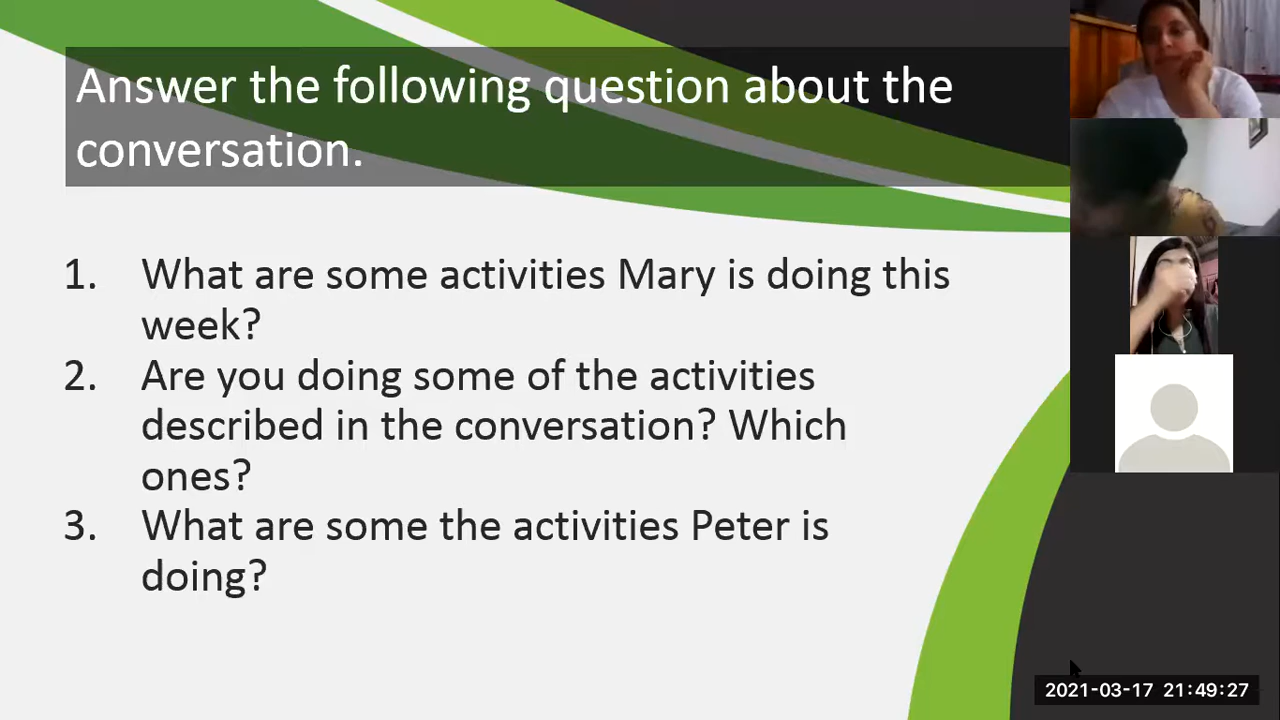 Answer the following question about the
conversation.
1. What are some activities Mary is doing this
week?
2. Are you doing some of the activities
described in the conversation? Which
ones?
3. What are some the activities Peter is
doing?
2021-03-17 21:49:27